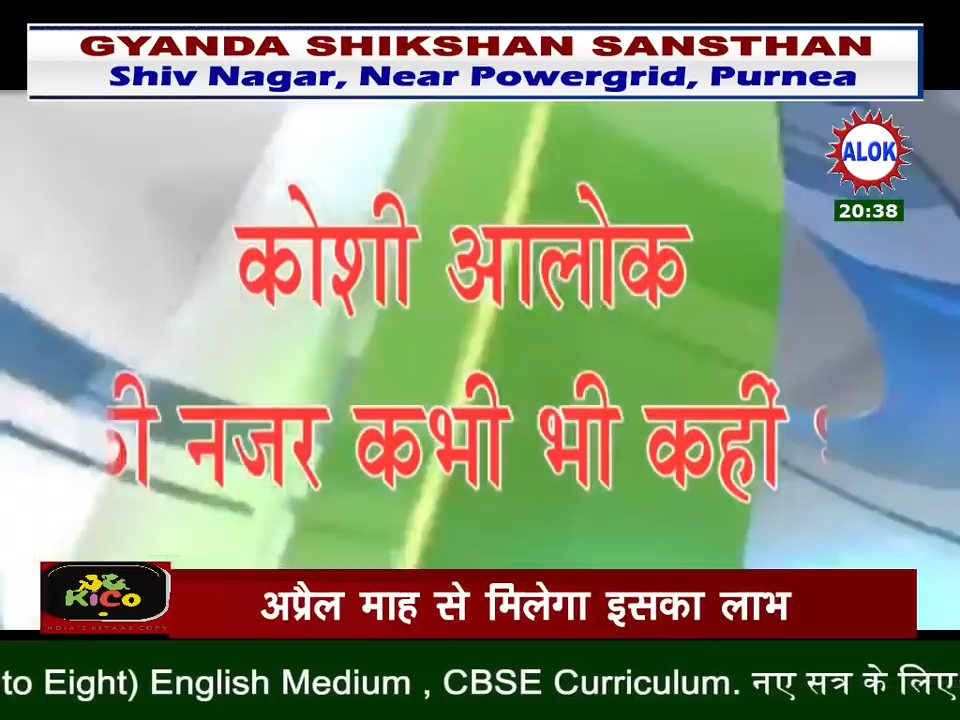 GYANDA SHIKSHAN SANSTHAN
Shiv Nagar, Near Powergrid, Purnea
ALOK
20:38
कोशी आलोक
की नजर कभी भी कहीं
KiCo
अप्रैल माह से मिलेगा इसका लाभ
to Eight) English Medium , CBSE Curriculum. नए सत्र के लिए